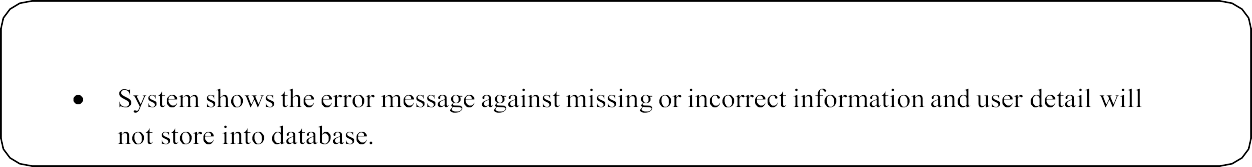 • System shows the error message against missing or incorrect information and user detail will
not store into database.